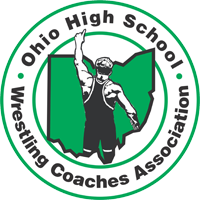 Ohio High School
Wrestling Coaches Association